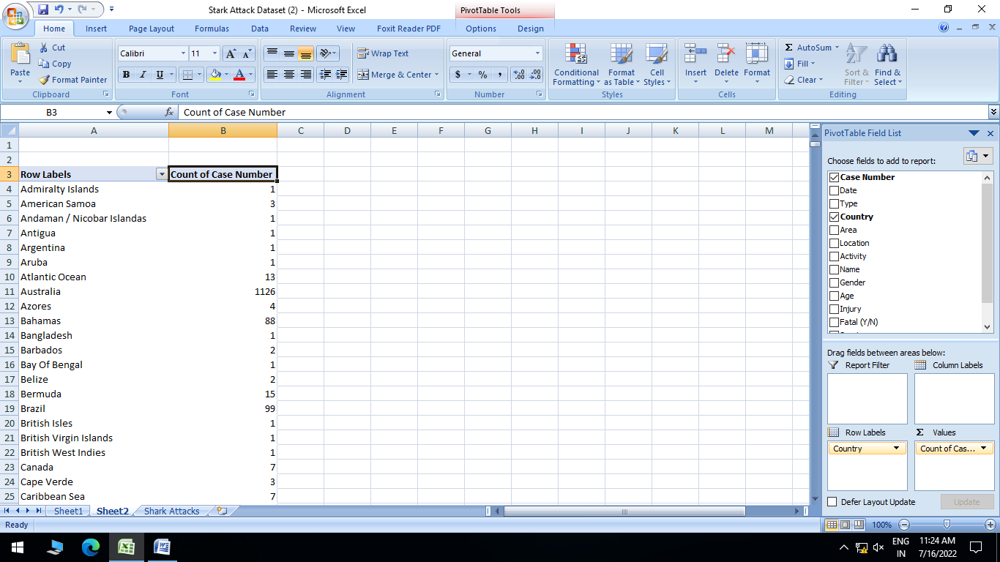 Stark Attack Dataset (2) - Microsoft Excel
PivotTable Tools
Home Insert Page Layout Formulas Data Review View Foxit Reader PDF Options Design
Paste
Cut
Copy
Format Painter
Clipboard
Calibri 11
B I U A
Font
Wrap Text
Merge & Center
Alignment
General
$ % ,
Number
Conditional Formatting
Format as Table
Cell Styles
Styles
Insert Delete Format
Cells
Σ AutoSum
Fill
Clear
Sort & Filter
Find & Select
Editing
B3 fx Count of Case Number
A B C D E F G H I J K L M
1
2
3 Row Labels Count of Case Number
4 Admiralty Islands 1
5 American Samoa 3
6 Andaman / Nicobar Islandas 1
7 Antigua 1
8 Argentina 1
9 Aruba 1
10 Atlantic Ocean 13
11 Australia 1126
12 Azores 4
13 Bahamas 88
14 Bangladesh 1
15 Barbados 2
16 Bay Of Bengal 1
17 Belize 2
18 Bermuda 15
19 Brazil 99
20 British Isles 1
21 British Virgin Islands 1
22 British West Indies 1
23 Canada 7
24 Cape Verde 3
25 Caribbean Sea 7
Sheet1 Sheet2 Shark Attacks
PivotTable Field List
Choose fields to add to report:
Case Number
Date
Type
Country
Area
Location
Activity
Name
Gender
Age
Injury
Fatal (Y/N)
Drag fields between areas below:
Report Filter Column Labels
Row Labels Σ Values
Country Count of Cas...
Defer Layout Update Update
Ready 100%
ENG
IN
11:24 AM
7/16/2022